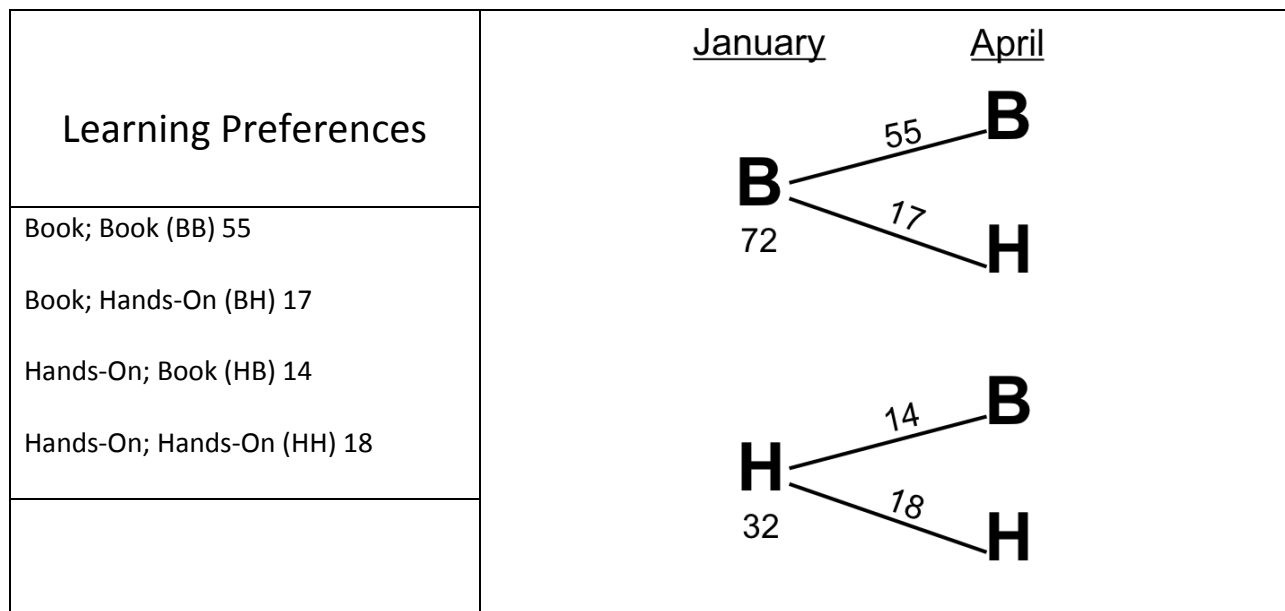 Learning Preferences
Book; Book (BB) 55
Book; Hands-On (BH) 17
Hands-On; Book (HB) 14
Hands-On; Hands-On (HH) 18
January April
B
55
B
72
17
H
B
14
H
32
18
H